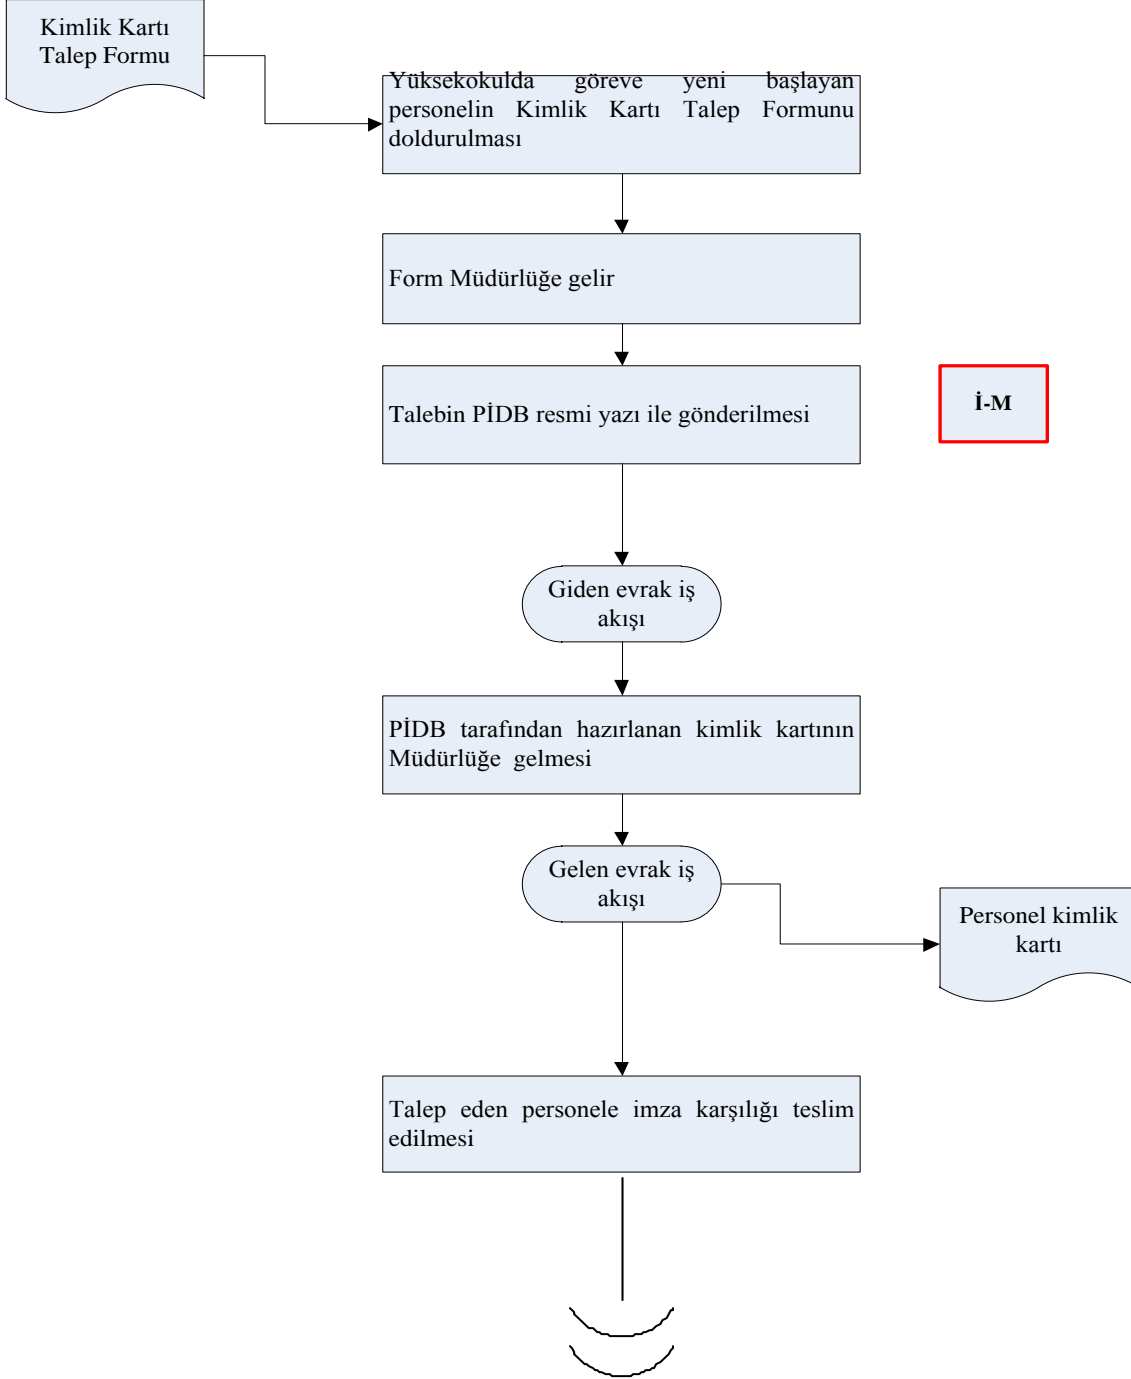 Kimlik Kartı
Talep Formu
Yüksekokulda göreve yeni başlayan
personelin Kimlik Kartı Talep Formunu
doldurulması
Form Müdürlüğe gelir
Talebin PİDB resmi yazı ile gönderilmesi
İ-M
Giden evrak iş
akışı
PİDB tarafından hazırlanan kimlik kartının
Müdürlüğe gelmesi
Gelen evrak iş
akışı
Personel kimlik
kartı
Talep eden personele imza karşılığı teslim
edilmesi